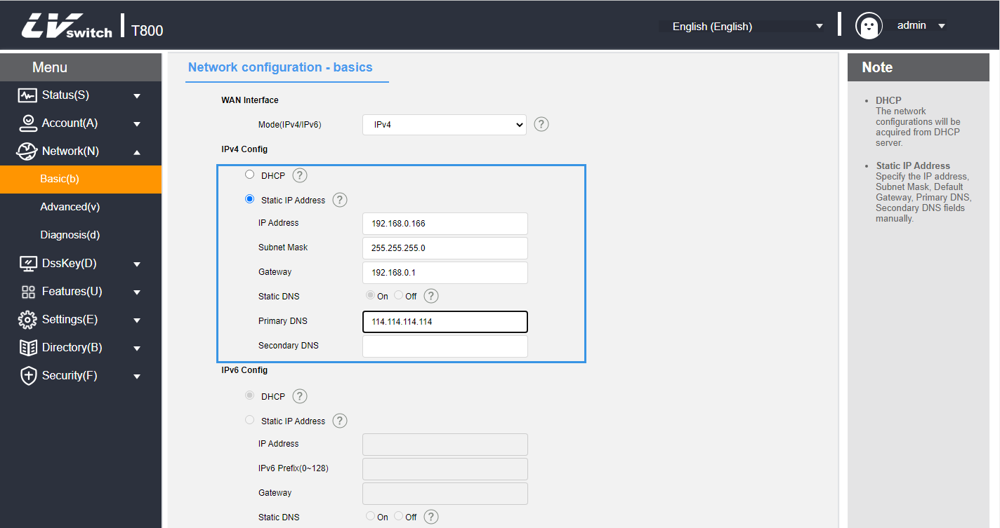 LVswitch T800
English (English)
admin
Menu
Status(S)
Account(A)
Network(N)
Basic(b)
Advanced(v)
Diagnosis(d)
DssKey(D)
Features(U)
Settings(E)
Directory(B)
Security(F)
Network configuration - basics
WAN Interface
Mode(IPv4/IPv6) IPv4 ?
IPv4 Config
DHCP ?
Static IP Address ?
IP Address 192.168.0.166
Subnet Mask 255.255.255.0
Gateway 192.168.0.1
Static DNS On Off ?
Primary DNS 114.114.114.114
Secondary DNS
IPv6 Config
DHCP ?
Static IP Address ?
IP Address
IPv6 Prefix(0~128)
Gateway
Static DNS On Off ?
Note
• DHCP
The network
configurations will be
acquired from DHCP
server.
• Static IP Address
Specify the IP address,
Subnet Mask, Default
Gateway, Primary DNS,
Secondary DNS fields
manually.